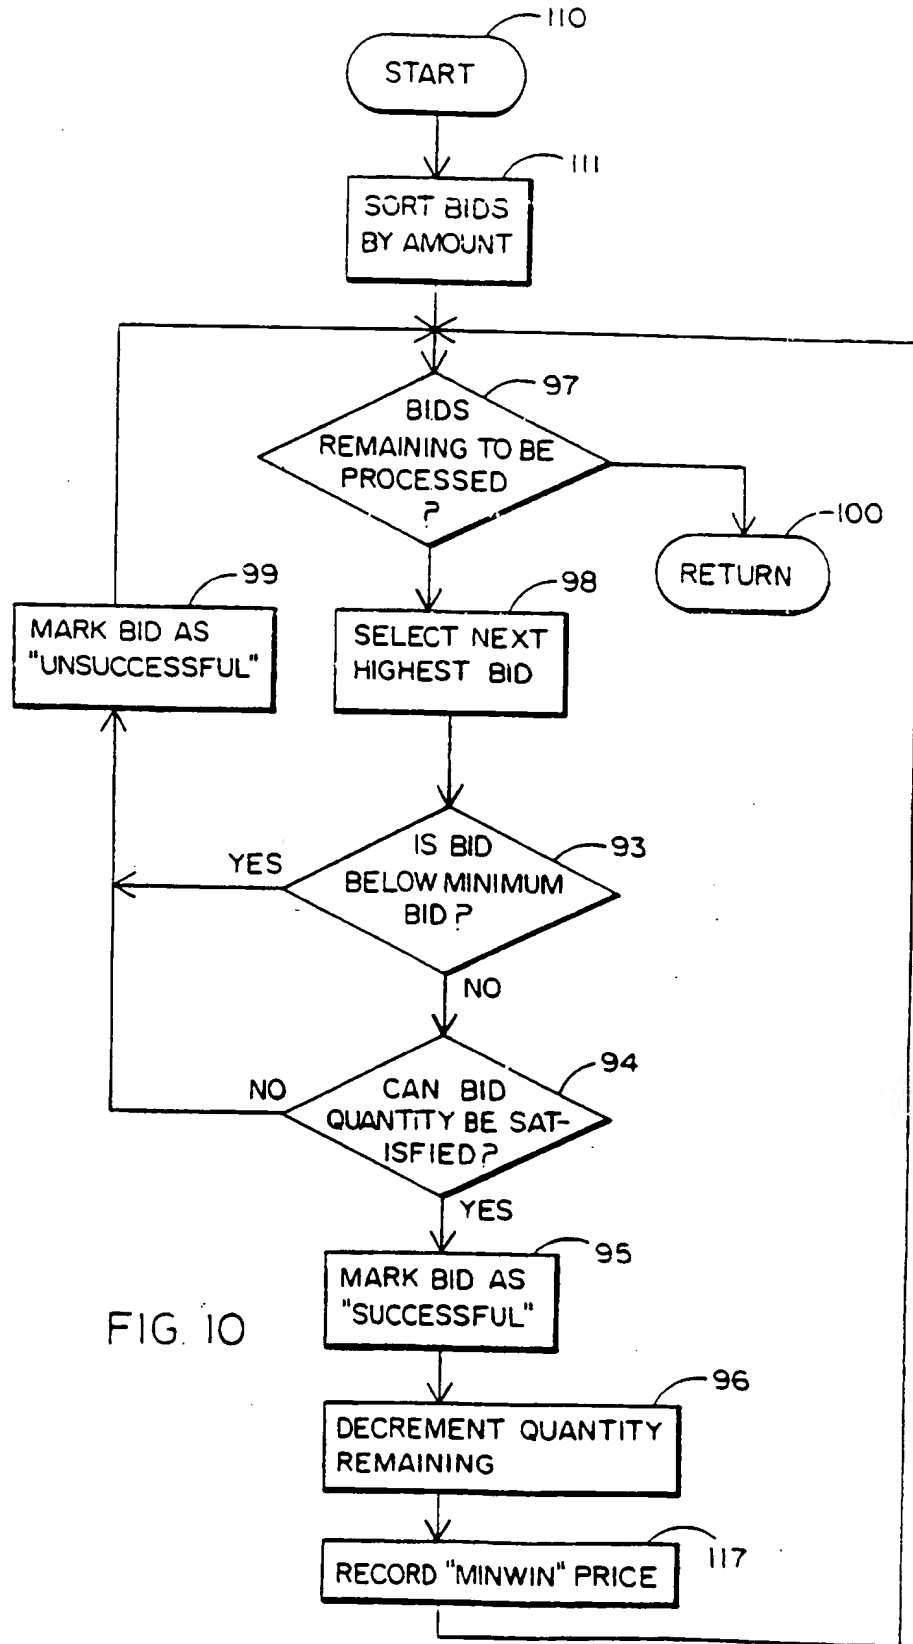 110
START
111
SORT BIDS
BY AMOUNT
97
BIDS
REMAINING TO BE
PROCESSED
?
100
RETURN
99
MARK BID AS
"UNSUCCESSFUL"
98
SELECT NEXT
HIGHEST BID
93
IS BID
BELOW MINIMUM
BID?
YES
NO
94
CAN BID
QUANTITY BE SAT-
ISFIED?
NO
YES
95
MARK BID AS
"SUCCESSFUL"
FIG. 10
96
DECREMENT QUANTITY
REMAINING
117
RECORD "MINWIN" PRICE